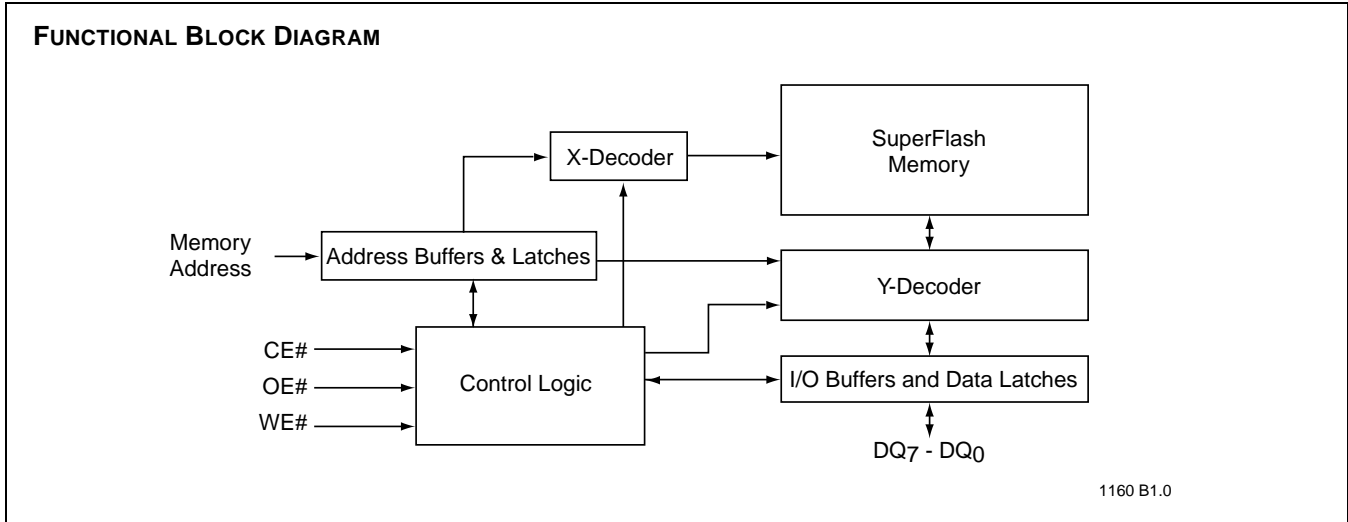 FUNCTIONAL BLOCK DIAGRAM
X-Decoder
SuperFlash
Memory
Memory
Address
Address Buffers & Latches
Y-Decoder
CE#
OE#
WE#
Control Logic
I/O Buffers and Data Latches
DQ7 - DQ0
1160 B1.0